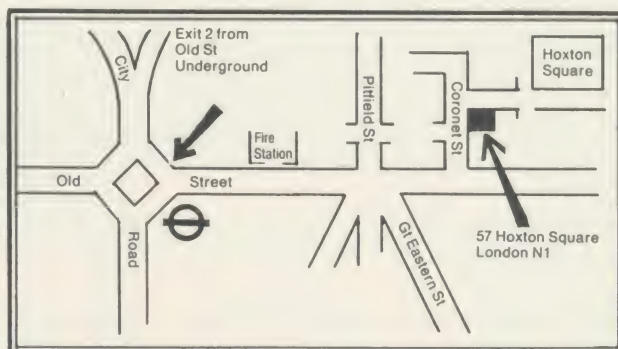 Exit 2 from
Old St
Underground
City
Road
Old
Street
Fire
Station
Pitfield St
Coronet St
Hoxton
Square
Gt Eastern St
57 Hoxton Square
London N1